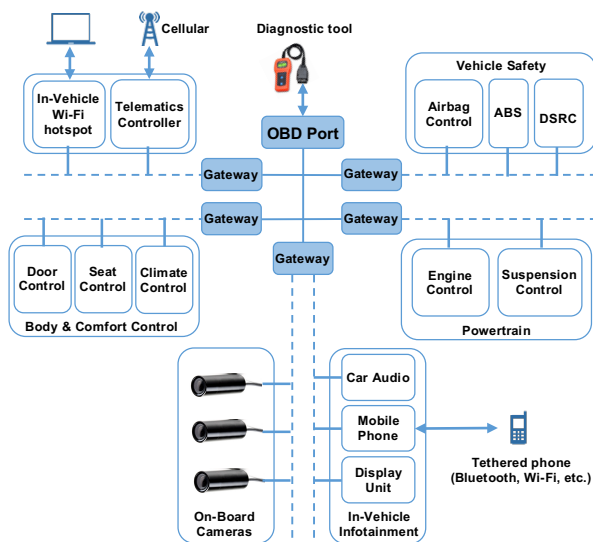 Cellular
Diagnostic tool
In-Vehicle
Wi-Fi
hotspot
Telematics
Controller
OBD Port
Vehicle Safety
Airbag
Control
ABS
DSRC
Gateway
Gateway
Gateway
Gateway
Gateway
Door
Control
Seat
Control
Climate
Control
Body & Comfort Control
Engine
Control
Suspension
Control
Powertrain
Car Audio
Mobile
Phone
Display
Unit
On-Board
Cameras
In-Vehicle
Infotainment
Tethered phone
(Bluetooth, Wi-Fi, etc.)